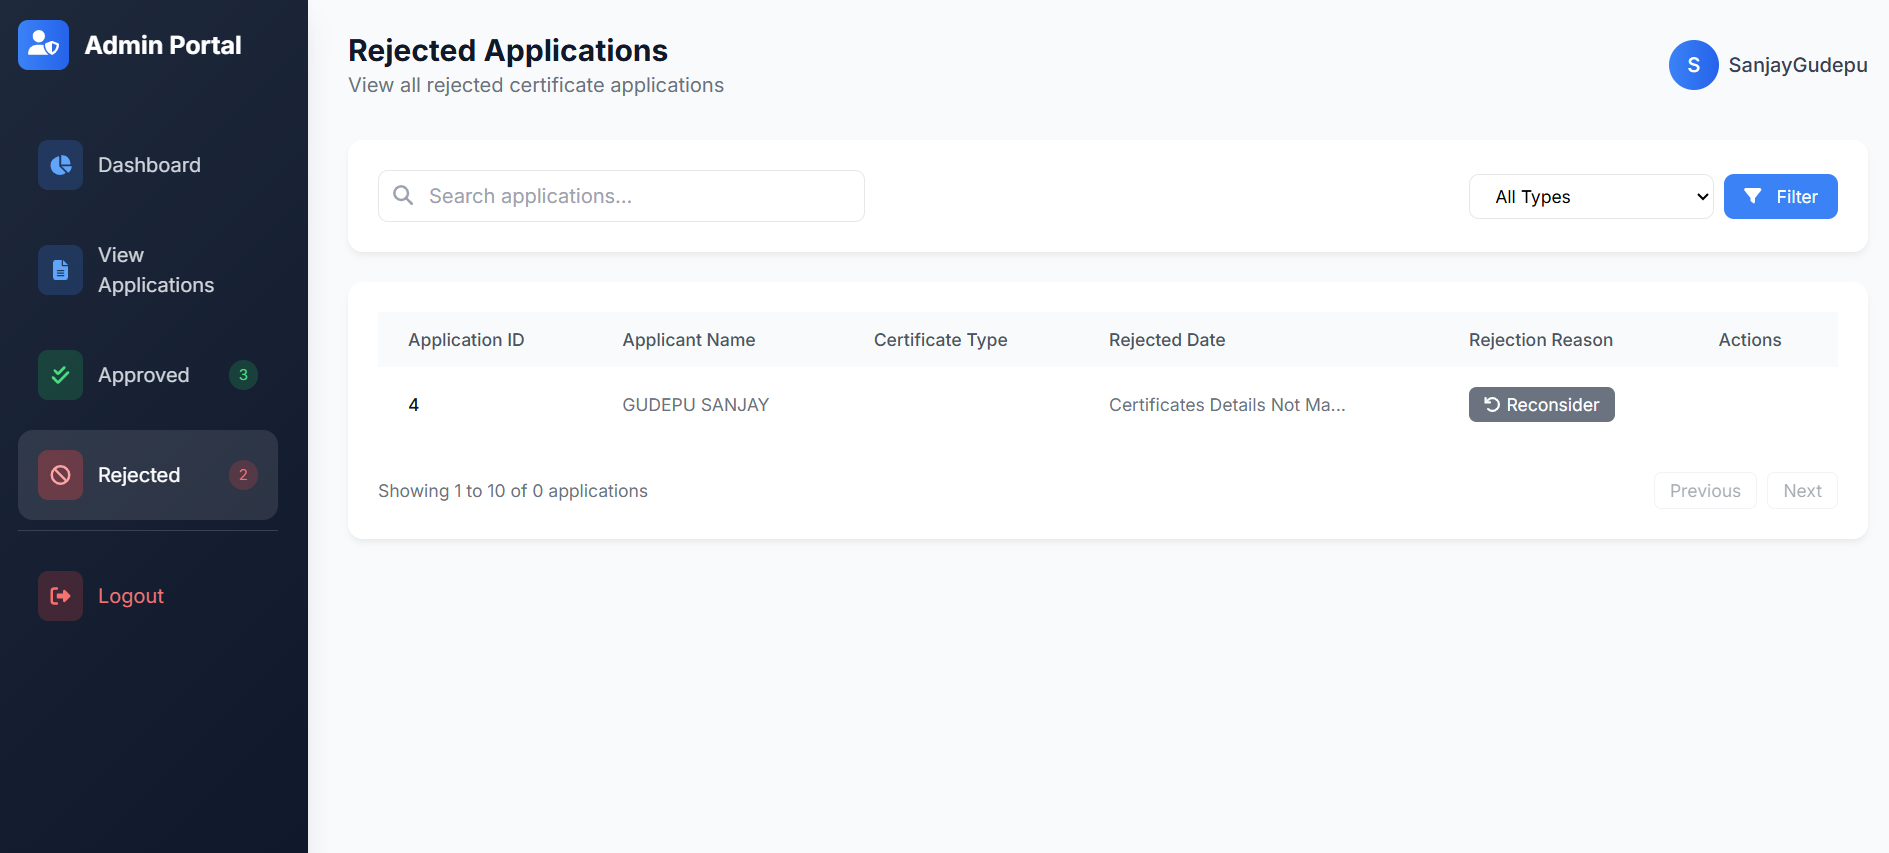 Admin Portal
Dashboard
View
Applications
Approved 3
Rejected 2
Logout
Rejected Applications
View all rejected certificate applications
S SanjayGudepu
Search applications...
All Types
Filter
Application ID Applicant Name Certificate Type Rejected Date Rejection Reason Actions
4 GUDEPU SANJAY Certificates Details Not Ma... Reconsider
Showing 1 to 10 of 0 applications
Previous Next